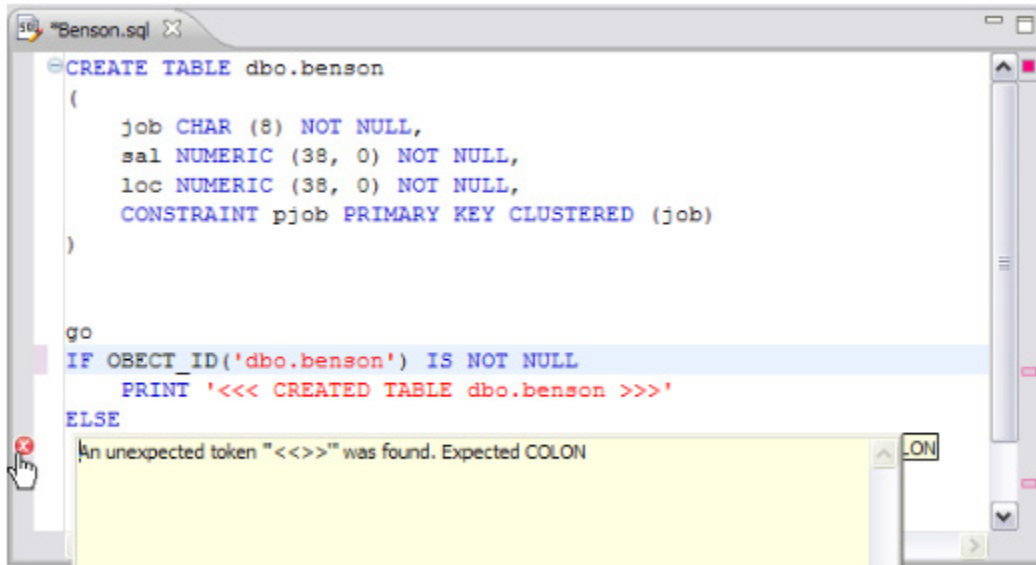 *Benson.sql
CREATE TABLE dbo.benson
(
job CHAR (8) NOT NULL,
sal NUMERIC (38, 0) NOT NULL,
loc NUMERIC (38, 0) NOT NULL,
CONSTRAINT pjob PRIMARY KEY CLUSTERED (job)
)
go
IF OBECT_ID('dbo.benson') IS NOT NULL
PRINT '<<< CREATED TABLE dbo.benson >>>'
ELSE
An unexpected token "'<<>>'" was found. Expected COLON
LON